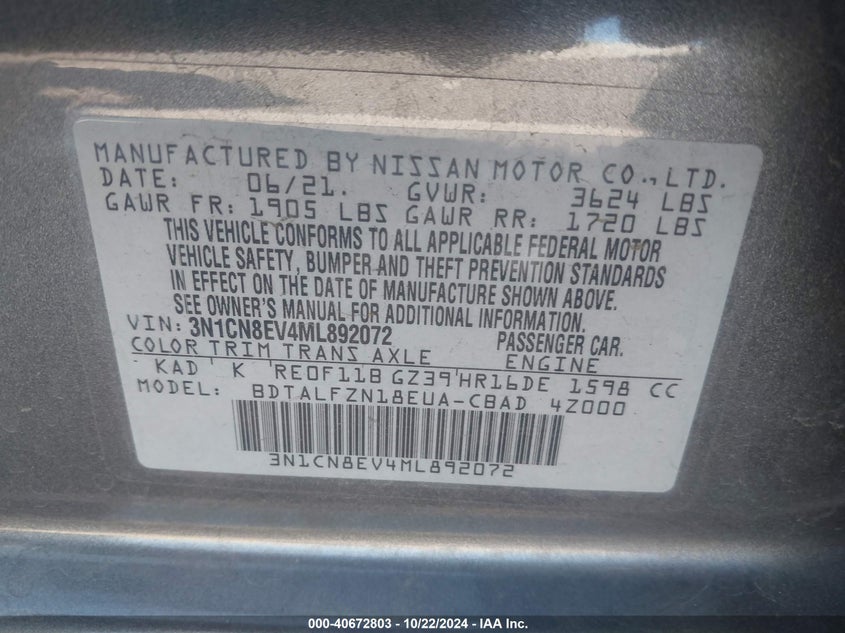 MANUFACTURED BY NISSAN MOTOR CO., LTD.
DATE: 06/21. GVWR: 3624 LBS
GAWR FR: 1905 LBS GAWR RR: 1720 LBS
THIS VEHICLE CONFORMS TO ALL APPLICABLE FEDERAL MOTOR
VEHICLE SAFETY, BUMPER AND THEFT PREVENTION STANDARDS
IN EFFECT ON THE DATE OF MANUFACTURE SHOWN ABOVE.
SEE OWNER'S MANUAL FOR ADDITIONAL INFORMATION.
VIN: 3N1CN8EV4ML892072 PASSENGER CAR.
COLOR TRIM TRANS AXLE ENGINE
KAD K RE0F11B GZ39 HR16DE 1598 CC
MODEL: BDTALFZN18EUA-CBAD 4Z000
3N1CN8EV4ML892072
000-40672803 - 10/22/2024 - IAA Inc.